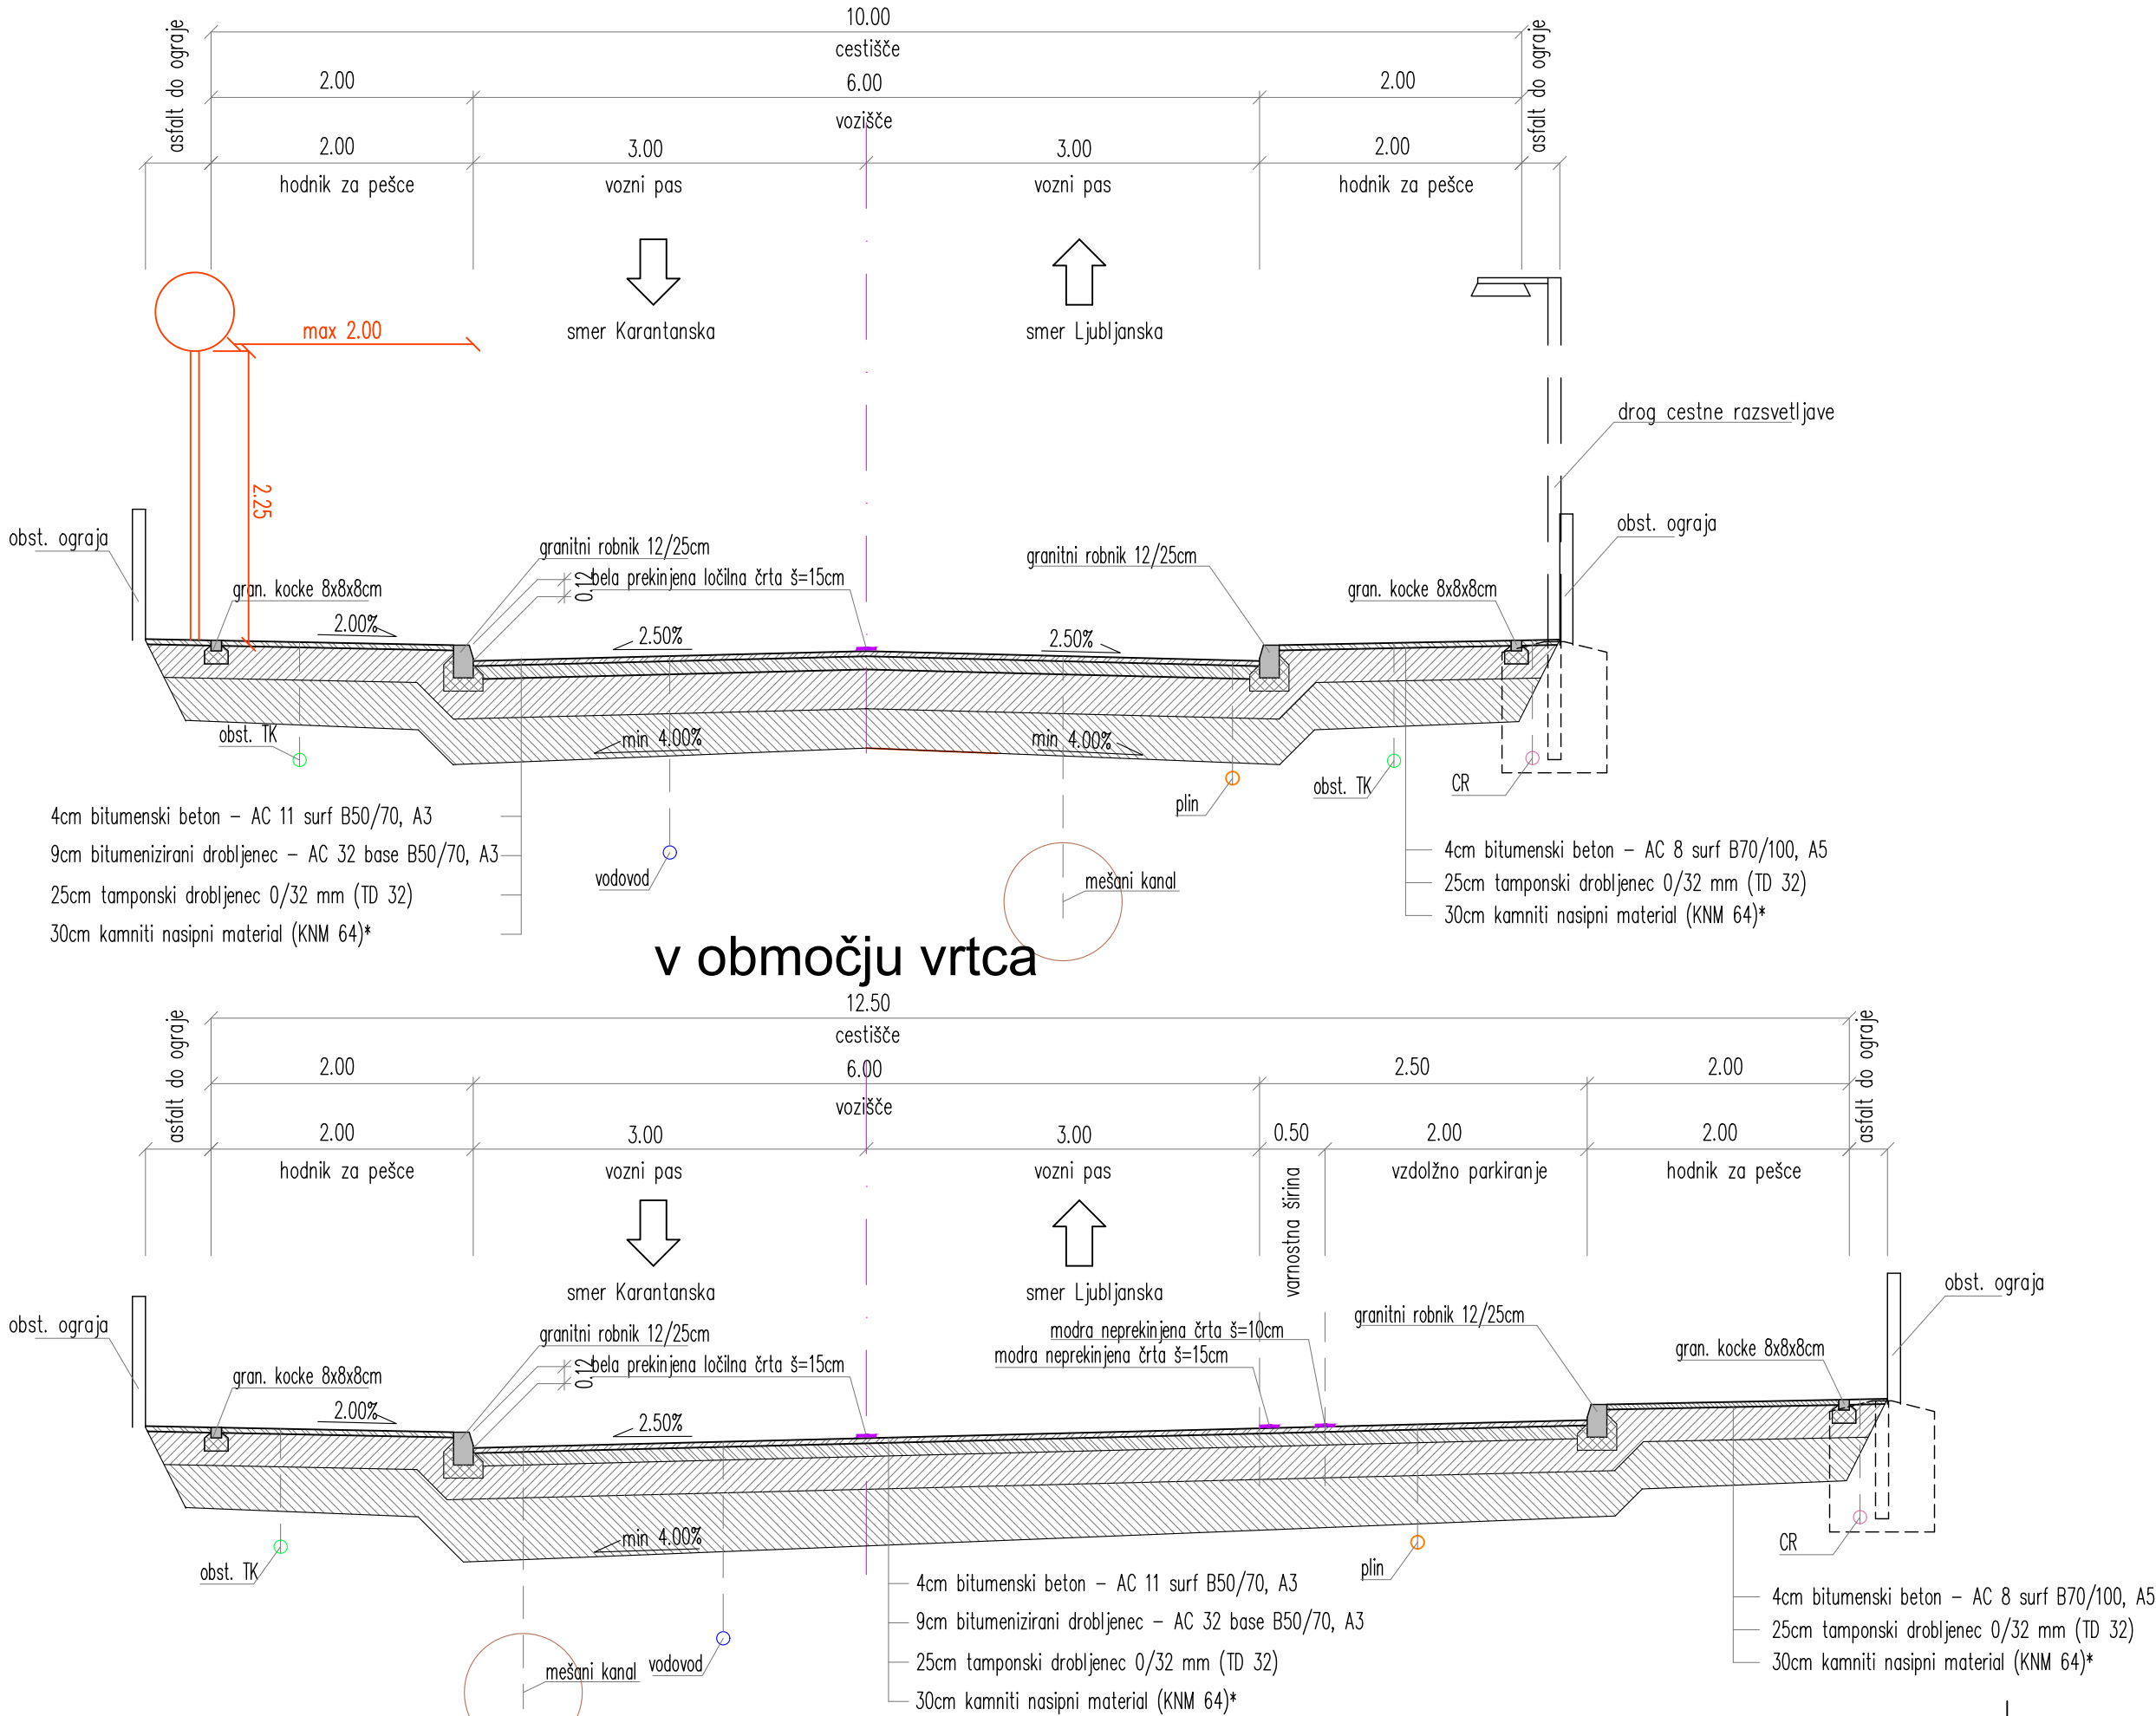 10.00
cestišče
asfalt do ograje
asfalt do ograje
2.00
6.00
2.00
vozišče
2.00
3.00
3.00
2.00
hodnik za pešce
vozni pas
vozni pas
hodnik za pešce
max 2.00
smer Karantanska
smer Ljubljanska
drog cestne razsvetljave
2.25
obst. ograja
obst. ograja
granitni robnik 12/25cm
granitni robnik 12/25cm
0.12
bela prekinjena ločilna črta š=15cm
gran. kocke 8x8x8cm
gran. kocke 8x8x8cm
2.00%
2.50%
2.50%
obst. TK
min 4.00%
min 4.00%
plin
obst. TK
CR
4cm bitumenski beton – AC 11 surf B50/70, A3
9cm bitumenizirani drobljenec – AC 32 base B50/70, A3
25cm tamponski drobljenec 0/32 mm (TD 32)
30cm kamniti nasipni material (KNM 64)*
vodovod
mešani kanal
4cm bitumenski beton – AC 8 surf B70/100, A5
25cm tamponski drobljenec 0/32 mm (TD 32)
30cm kamniti nasipni material (KNM 64)*
v območju vrtca
12.50
cestišče
asfalt do ograje
asfalt do ograje
2.00
6.00
2.50
2.00
vozišče
2.00
3.00
3.00
0.50
2.00
2.00
hodnik za pešce
vozni pas
vozni pas
varnostna širina
vzdolžno parkiranje
hodnik za pešce
smer Karantanska
smer Ljubljanska
obst. ograja
obst. ograja
granitni robnik 12/25cm
modra neprekinjena črta š=10cm
granitni robnik 12/25cm
0.12
bela prekinjena ločilna črta š=15cm
modra neprekinjena črta š=15cm
gran. kocke 8x8x8cm
gran. kocke 8x8x8cm
2.00%
2.50%
min 4.00%
obst. TK
plin
CR
4cm bitumenski beton – AC 11 surf B50/70, A3
9cm bitumenizirani drobljenec – AC 32 base B50/70, A3
25cm tamponski drobljenec 0/32 mm (TD 32)
30cm kamniti nasipni material (KNM 64)*
mešani kanal
vodovod
4cm bitumenski beton – AC 8 surf B70/100, A5
25cm tamponski drobljenec 0/32 mm (TD 32)
30cm kamniti nasipni material (KNM 64)*